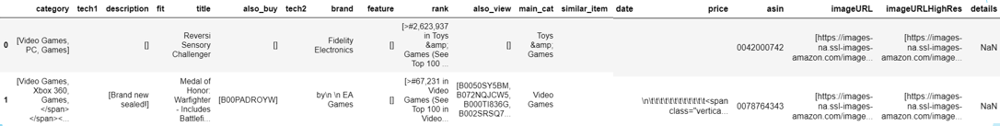 category tech1 description fit title also_buy tech2 brand feature rank also_view main_cat similar_item date price asin imageURL imageURLHighRes details
0 [Video Games, PC, Games] [] Reversi Sensory Challenger [] Fidelity Electronics [] [>#2,623,937 in Toys &amp; Games (See Top 100 ... [] Toys &amp; Games 0042000742 [https://images-na.ssl-images-amazon.com/image... [https://images-na.ssl-images-amazon.com/image... NaN
1 [Video Games, Xbox 360, Games, </span></span><... [Brand new sealed!] Medal of Honor: Warfighter - Includes Battlefi... [B00PADROYW] by\n \n EA Games [] [>#67,231 in Video Games (See Top 100 in Video... [B0050SY5BM, B072NQJCW5, B000TI836G, B002SRSQ7... Video Games \n\t\t\t\t\t\t\t\t\t\t\t\t<span class="vertica... 0078764343 [https://images-na.ssl-images-amazon.com/image... [https://images-na.ssl-images-amazon.com/image... NaN